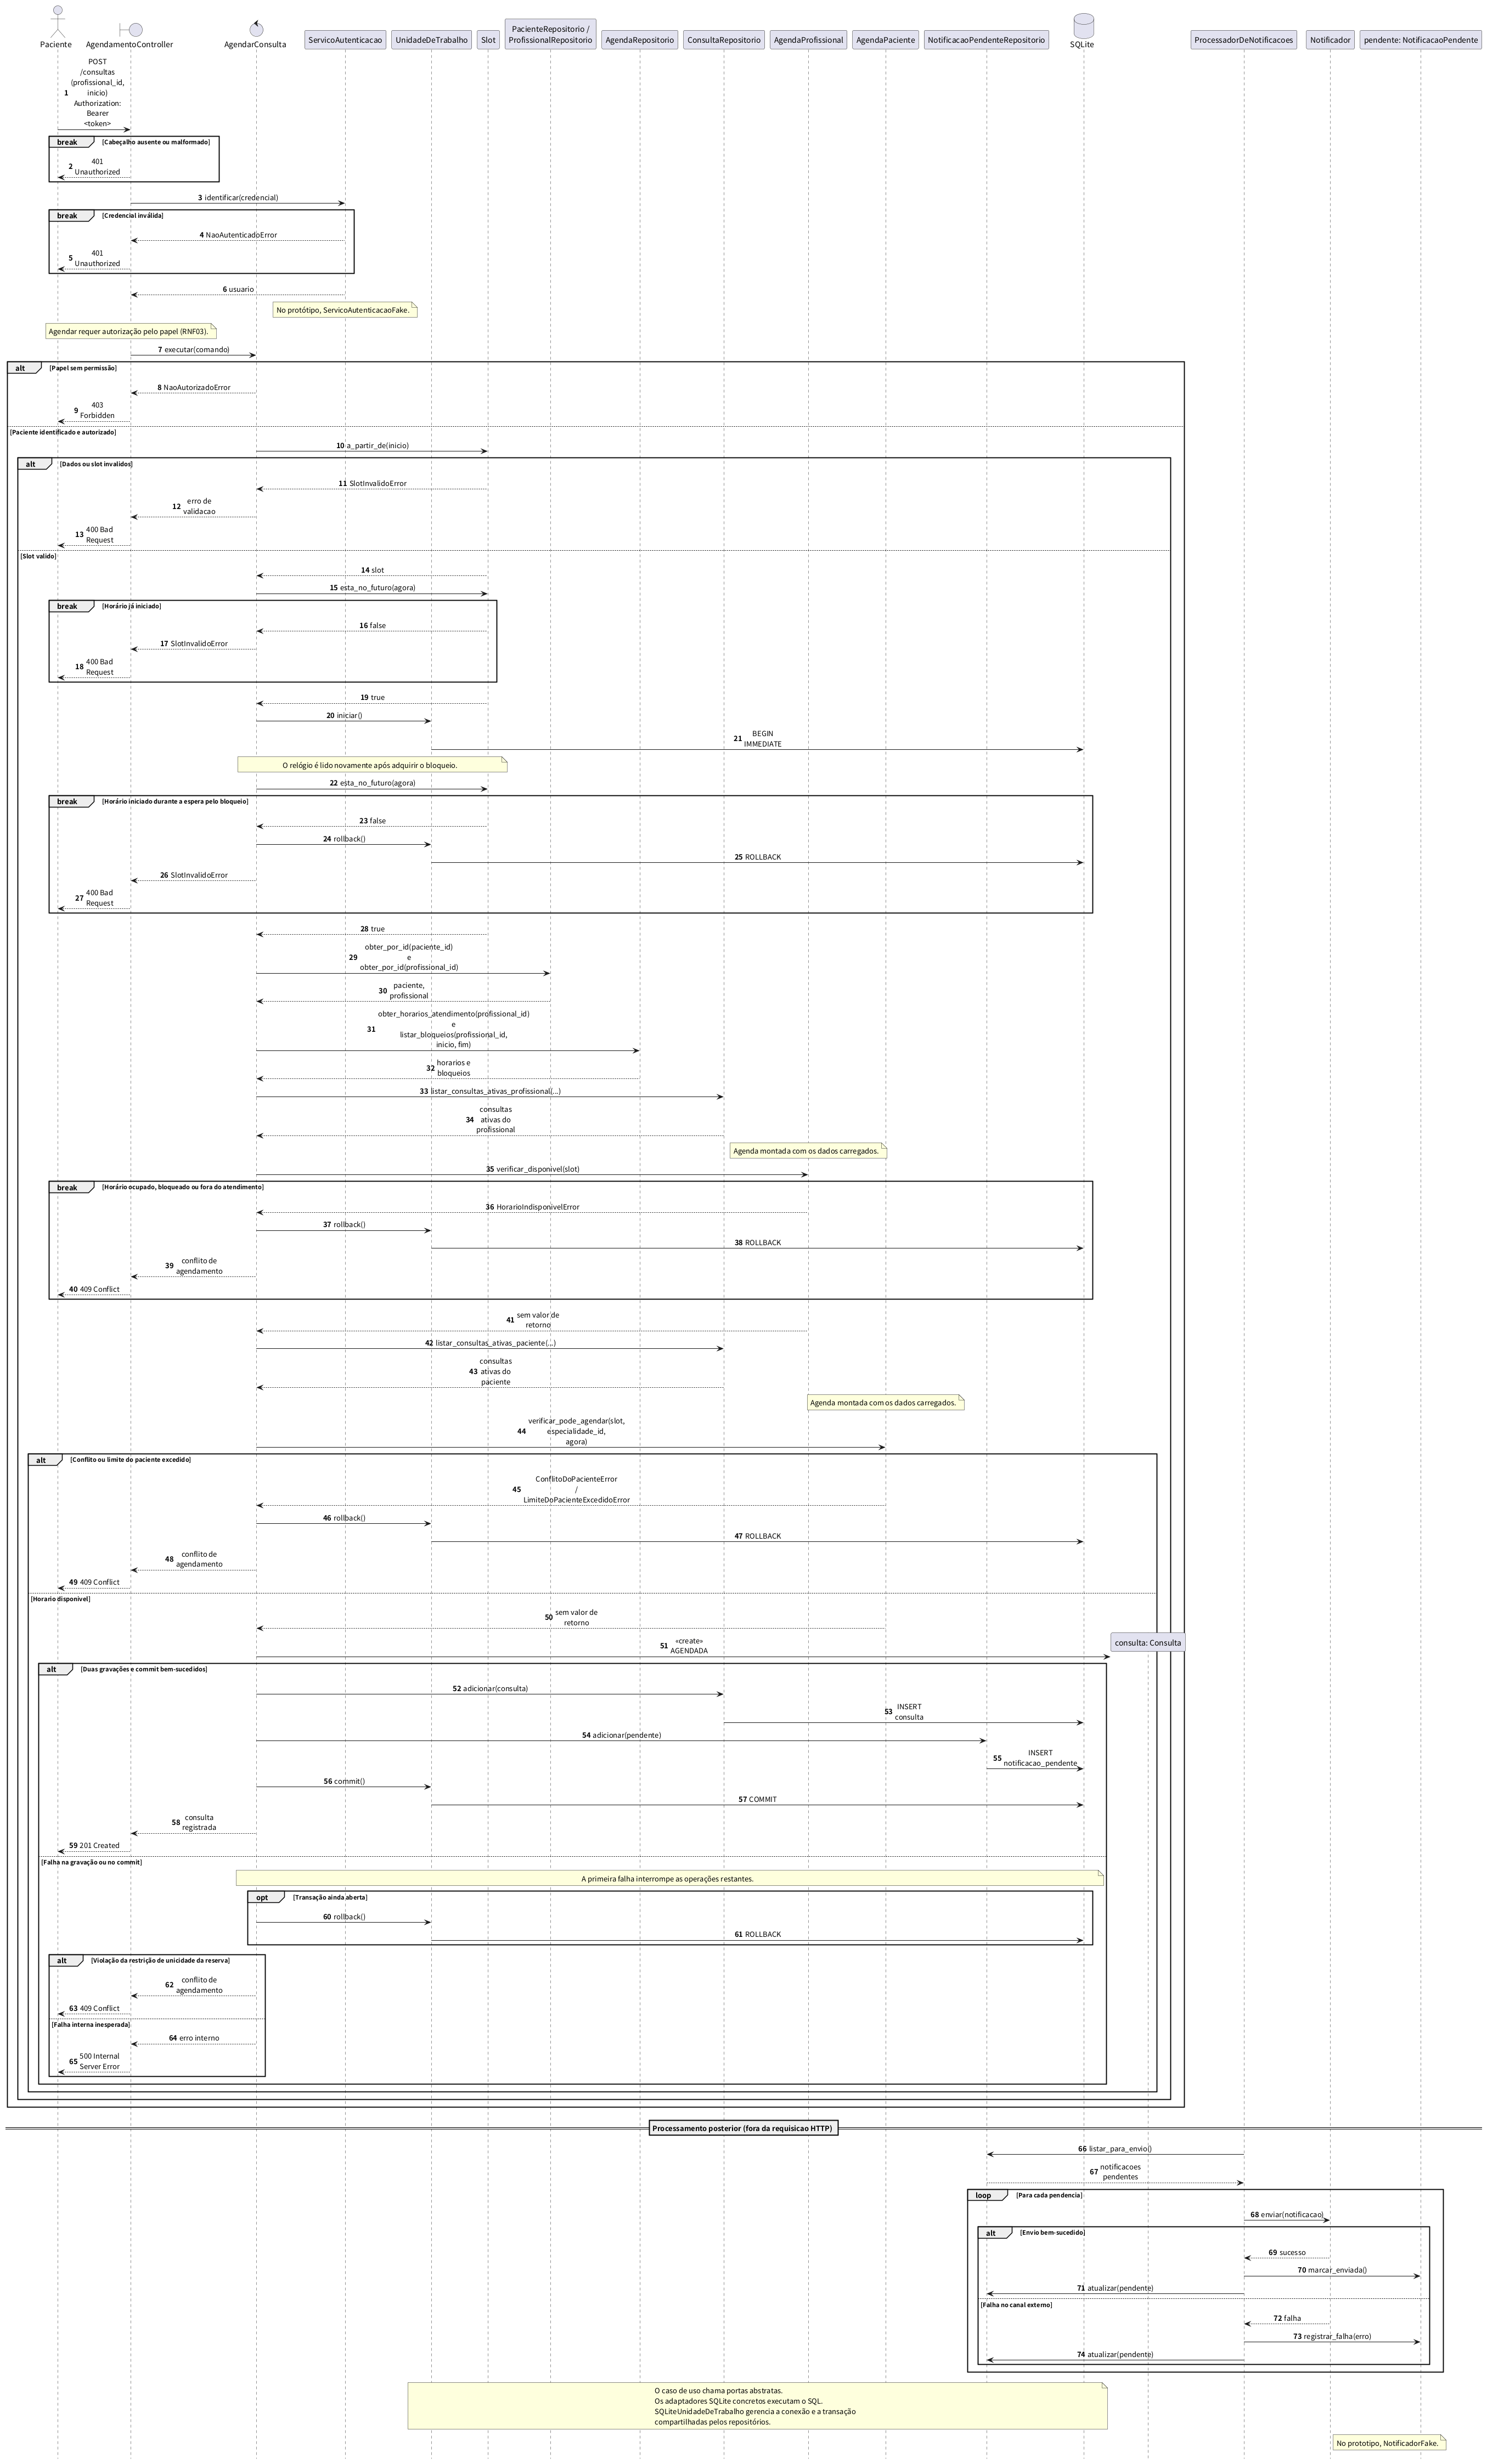 Paciente
AgendamentoController
AgendarConsulta
ServicoAutenticacao
UnidadeDeTrabalho
Slot
PacienteRepositorio /
ProfissionalRepositorio
AgendaRepositorio
ConsultaRepositorio
AgendaProfissional
AgendaPaciente
NotificacaoPendenteRepositorio
SQLite
ProcessadorDeNotificacoes
Notificador
pendente: NotificacaoPendente
POST
/consultas
(profissional_id,
1 inicio)
Authorization:
Bearer
<token>
break [Cabeçalho ausente ou malformado]
2 401
Unauthorized
3 identificar(credencial)
break [Credencial inválida]
4 NaoAutenticadoError
5 401
Unauthorized
6 usuario
No protótipo, ServicoAutenticacaoFake.
Agendar requer autorização pelo papel (RNF03).
7 executar(comando)
alt [Papel sem permissão]
8 NaoAutorizadoError
9 403
Forbidden
[Paciente identificado e autorizado]
10 a_partir_de(inicio)
alt [Dados ou slot invalidos]
11 SlotInvalidoError
12 erro de
validacao
13 400 Bad
Request
[Slot valido]
14 slot
15 esta_no_futuro(agora)
break [Horário já iniciado]
16 false
17 SlotInvalidoError
18 400 Bad
Request
19 true
20 iniciar()
21 BEGIN
IMMEDIATE
O relógio é lido novamente após adquirir o bloqueio.
22 esta_no_futuro(agora)
break [Horário iniciado durante a espera pelo bloqueio]
23 false
24 rollback()
25 ROLLBACK
26 SlotInvalidoError
27 400 Bad
Request
28 true
obter_por_id(paciente_id)
29 e
obter_por_id(profissional_id)
30 paciente,
profissional
obter_horarios_atendimento(profissional_id)
31 e
listar_bloqueios(profissional_id,
inicio, fim)
32 horarios e
bloqueios
33 listar_consultas_ativas_profissional(...)
consultas
34 ativas do
profissional
Agenda montada com os dados carregados.
35 verificar_disponivel(slot)
break [Horário ocupado, bloqueado ou fora do atendimento]
36 HorarioIndisponivelError
37 rollback()
38 ROLLBACK
39 conflito de
agendamento
40 409 Conflict
41 sem valor de
retorno
42 listar_consultas_ativas_paciente(...)
consultas
43 ativas do
paciente
Agenda montada com os dados carregados.
verificar_pode_agendar(slot,
44 especialidade_id,
agora)
alt [Conflito ou limite do paciente excedido]
ConflitoDoPacienteError
45 /
LimiteDoPacienteExcedidoError
46 rollback()
47 ROLLBACK
48 conflito de
agendamento
49 409 Conflict
[Horario disponivel]
50 sem valor de
retorno
consulta: Consulta
51 «create»
AGENDADA
alt [Duas gravações e commit bem-sucedidos]
52 adicionar(consulta)
53 INSERT
consulta
54 adicionar(pendente)
55 INSERT
notificacao_pendente
56 commit()
57 COMMIT
58 consulta
registrada
59 201 Created
[Falha na gravação ou no commit]
A primeira falha interrompe as operações restantes.
opt [Transação ainda aberta]
60 rollback()
61 ROLLBACK
alt [Violação da restrição de unicidade da reserva]
62 conflito de
agendamento
63 409 Conflict
[Falha interna inesperada]
64 erro interno
65 500 Internal
Server Error
Processamento posterior (fora da requisicao HTTP)
66 listar_para_envio()
67 notificacoes
pendentes
loop [Para cada pendencia]
68 enviar(notificacao)
alt [Envio bem-sucedido]
69 sucesso
70 marcar_enviada()
71 atualizar(pendente)
[Falha no canal externo]
72 falha
73 registrar_falha(erro)
74 atualizar(pendente)
O caso de uso chama portas abstratas.
Os adaptadores SQLite concretos executam o SQL.
SQLiteUnidadeDeTrabalho gerencia a conexão e a transação
compartilhadas pelos repositórios.
No prototipo, NotificadorFake.